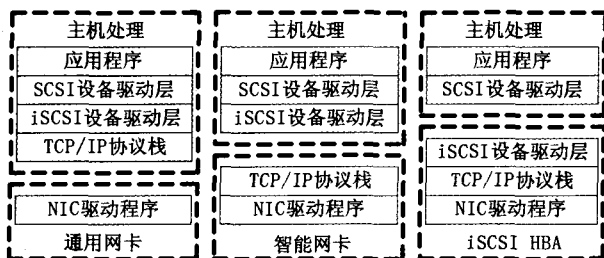 主机处理
应用程序
SCSI设备驱动层
iSCSI设备驱动层
TCP/IP协议栈
NIC驱动程序
通用网卡
主机处理
应用程序
SCSI设备驱动层
iSCSI设备驱动层
TCP/IP协议栈
NIC驱动程序
智能网卡
主机处理
应用程序
SCSI设备驱动层
iSCSI设备驱动层
TCP/IP协议栈
NIC驱动程序
iSCSI HBA